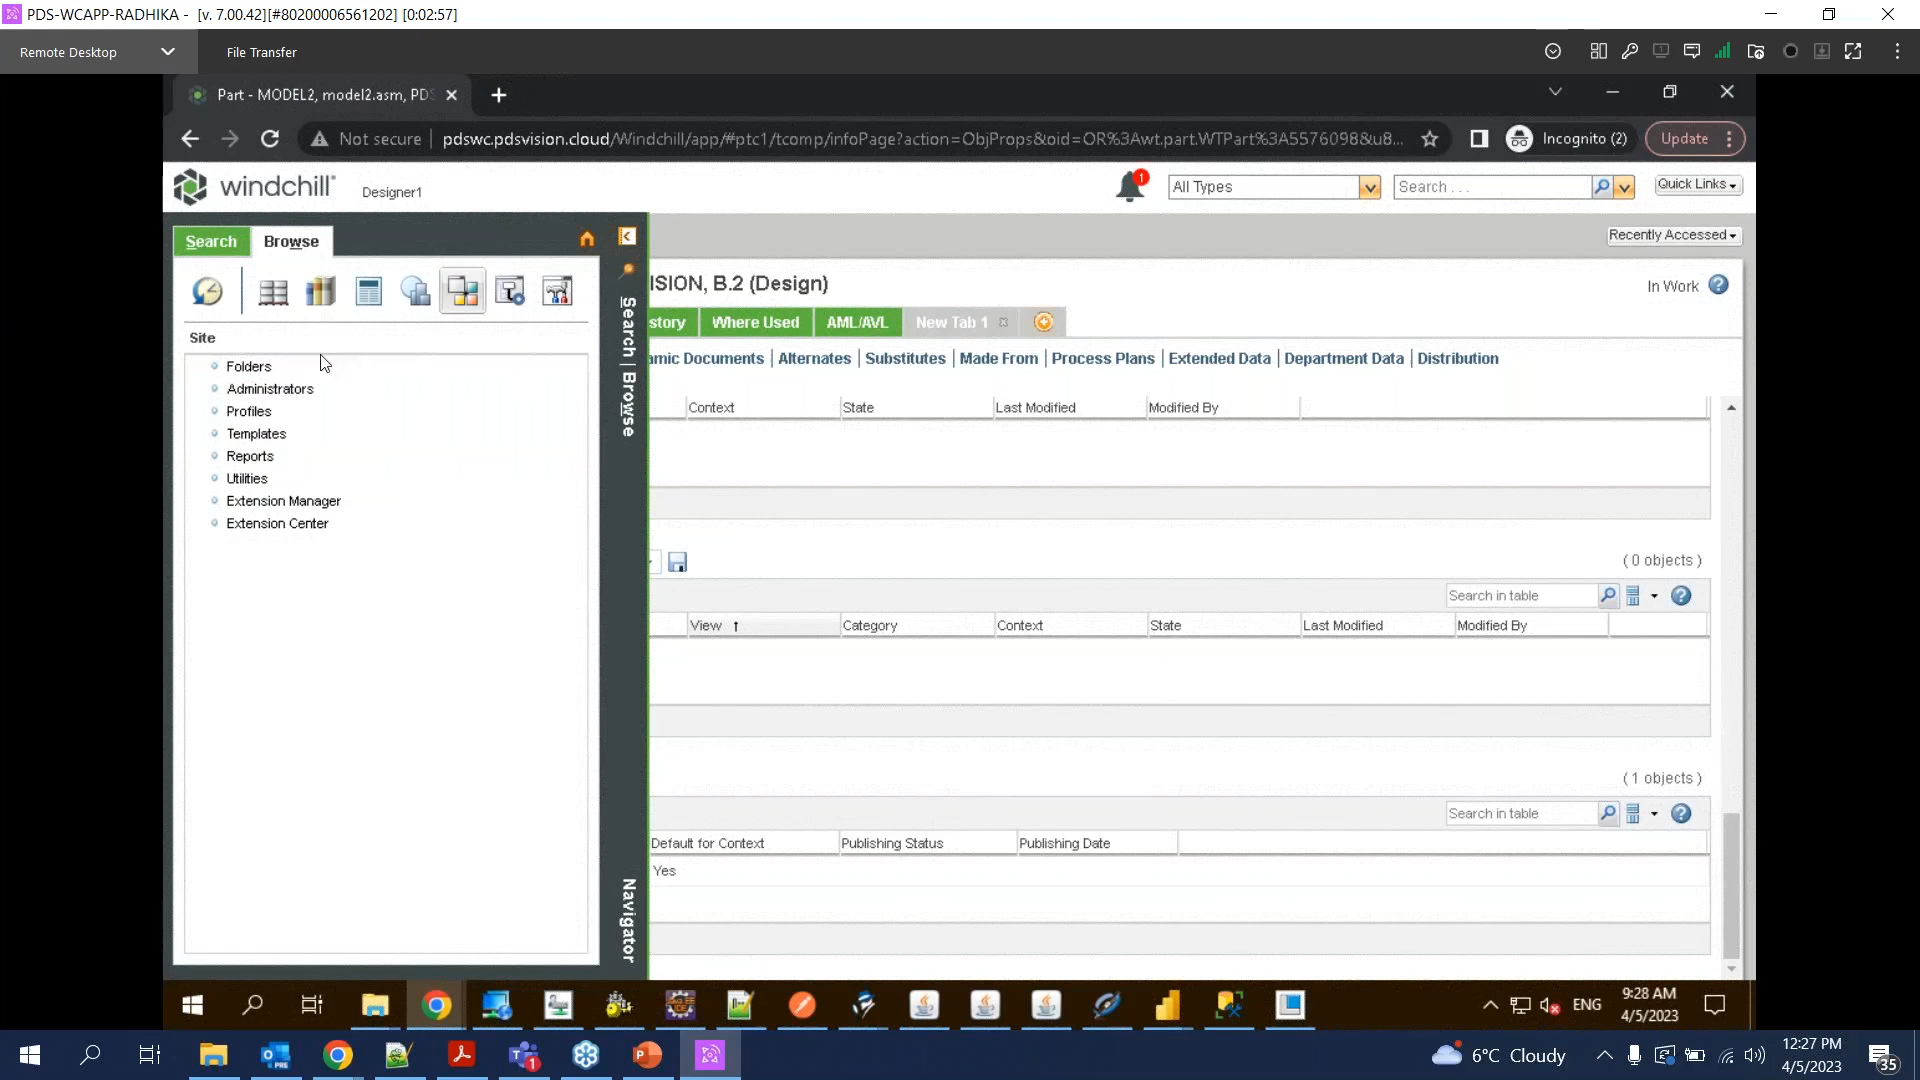 PDS-WCAPP-RADHIKA - [v. 7.00.42][#80200006561202] [0:02:57]
Remote Desktop
File Transfer
Part - MODEL2, model2.asm, PDS
Not secure
pdswc.pdsvision.cloud/Windchill/app/#ptc1/tcomp/infoPage?action=ObjProps&oid=OR%3Awt.part.WTPart%3A5576098&u8...
Incognito (2)
Update
windchill
Designer1
1
All Types
Search . . .
Quick Links
Search
Browse
Recently Accessed
ISION, B.2 (Design)
In Work
story
Where Used
AML/AVL
New Tab 1
Site
amic Documents
Alternates
Substitutes
Made From
Process Plans
Extended Data
Department Data
Distribution
Folders
Administrators
Profiles
Templates
Reports
Utilities
Extension Manager
Extension Center
Search | Browse
Navigator
Context
State
Last Modified
Modified By
( 0 objects )
Search in table
View
Category
Context
State
Last Modified
Modified By
( 1 objects )
Search in table
Default for Context
Publishing Status
Publishing Date
Yes
ENG
9:28 AM
4/5/2023
6°C Cloudy
12:27 PM
4/5/2023
35